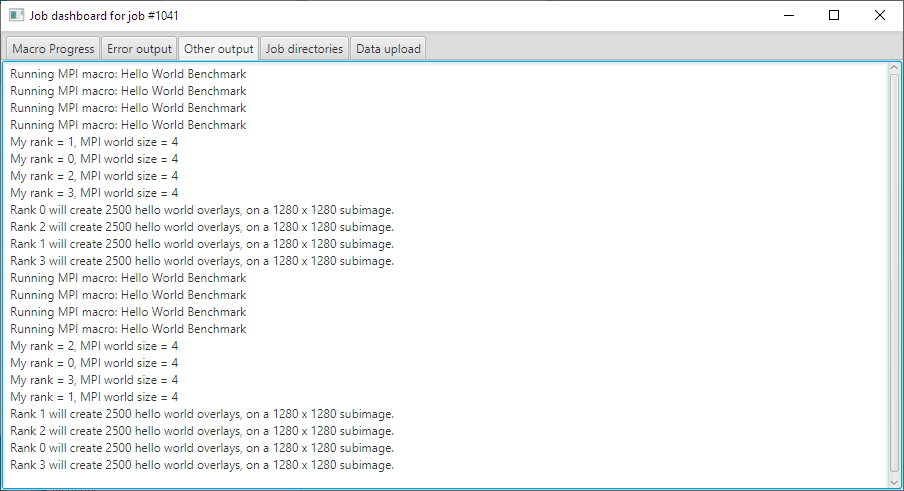 Job dashboard for job #1041
Macro Progress Error output Other output Job directories Data upload
Running MPI macro: Hello World Benchmark
Running MPI macro: Hello World Benchmark
Running MPI macro: Hello World Benchmark
Running MPI macro: Hello World Benchmark
My rank = 1, MPI world size = 4
My rank = 0, MPI world size = 4
My rank = 2, MPI world size = 4
My rank = 3, MPI world size = 4
Rank 0 will create 2500 hello world overlays, on a 1280 x 1280 subimage.
Rank 2 will create 2500 hello world overlays, on a 1280 x 1280 subimage.
Rank 1 will create 2500 hello world overlays, on a 1280 x 1280 subimage.
Rank 3 will create 2500 hello world overlays, on a 1280 x 1280 subimage.
Running MPI macro: Hello World Benchmark
Running MPI macro: Hello World Benchmark
Running MPI macro: Hello World Benchmark
Running MPI macro: Hello World Benchmark
My rank = 2, MPI world size = 4
My rank = 0, MPI world size = 4
My rank = 3, MPI world size = 4
My rank = 1, MPI world size = 4
Rank 1 will create 2500 hello world overlays, on a 1280 x 1280 subimage.
Rank 2 will create 2500 hello world overlays, on a 1280 x 1280 subimage.
Rank 0 will create 2500 hello world overlays, on a 1280 x 1280 subimage.
Rank 3 will create 2500 hello world overlays, on a 1280 x 1280 subimage.